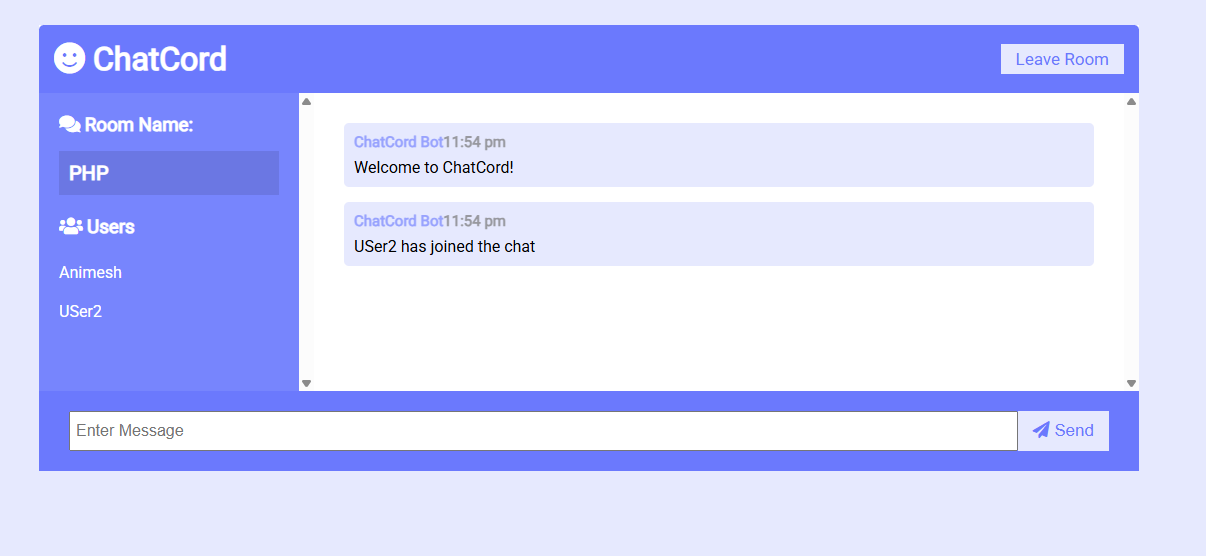 ChatCord
Leave Room
Room Name:
PHP
Users
Animesh
USer2
ChatCord Bot11:54 pm
Welcome to ChatCord!
ChatCord Bot11:54 pm
USer2 has joined the chat
Enter Message
Send